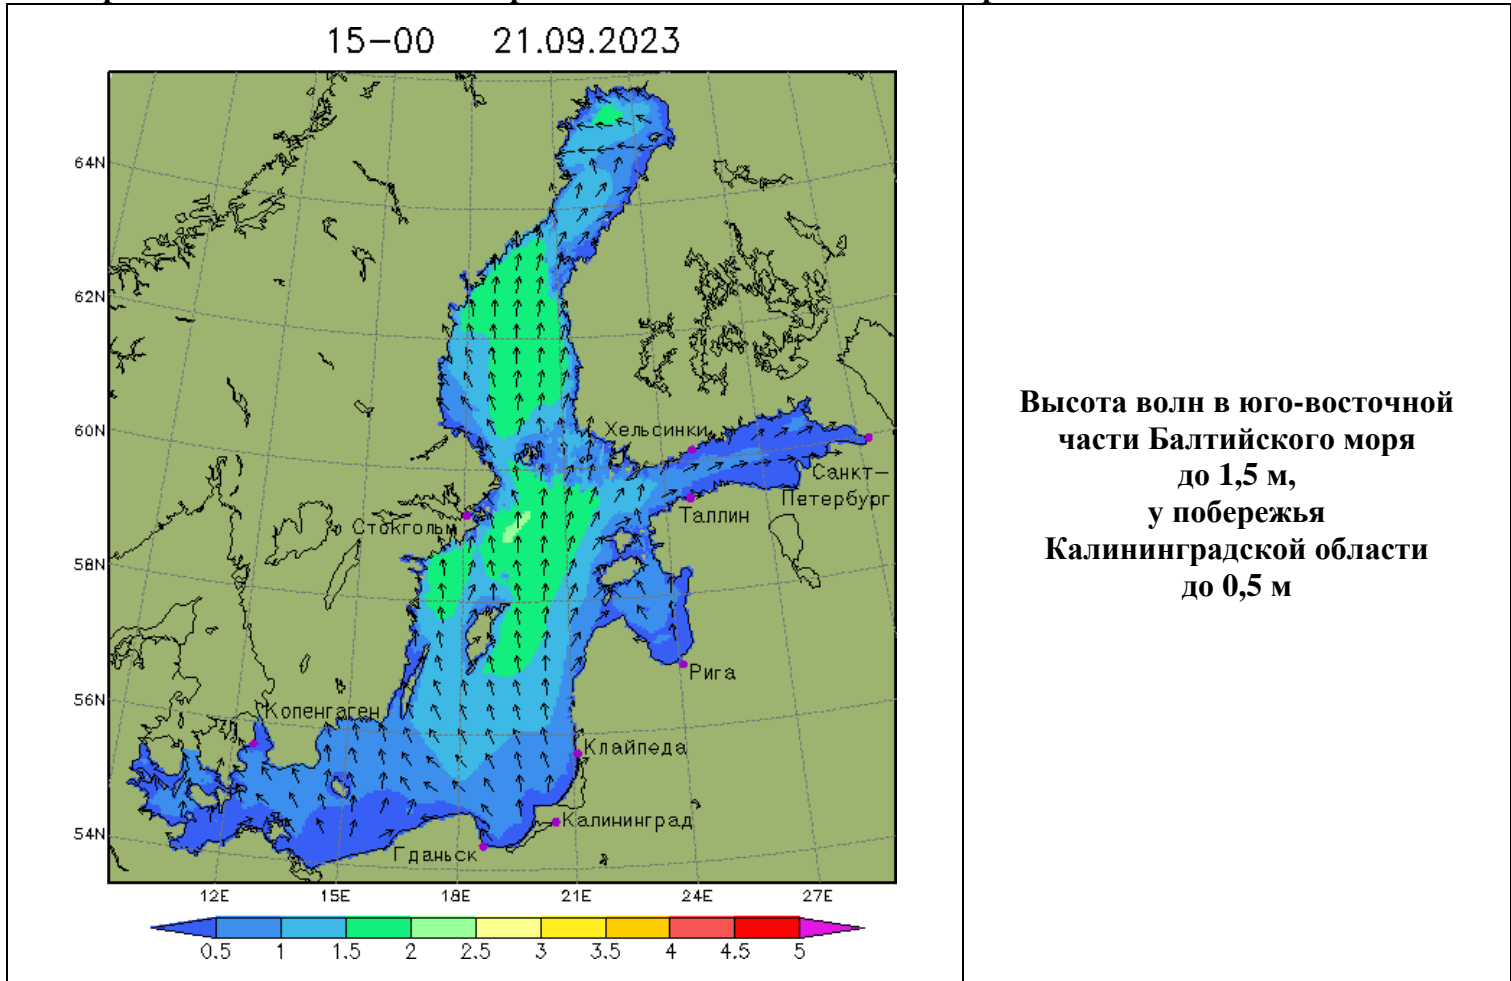 15-00 21.09.2023
64N
62N
60N
58N
56N
54N
Хельсинки
Санкт-
Петербург
Таллин
Стокгольм
Рига
Копенгаген
Клайпеда
Калининград
Гданьск
12E 15E 18E 21E 24E 27E
0.5 1 1.5 2 2.5 3 3.5 4 4.5 5
Высота волн в юго-восточной
части Балтийского моря
до 1,5 м,
у побережья
Калининградской области
до 0,5 м